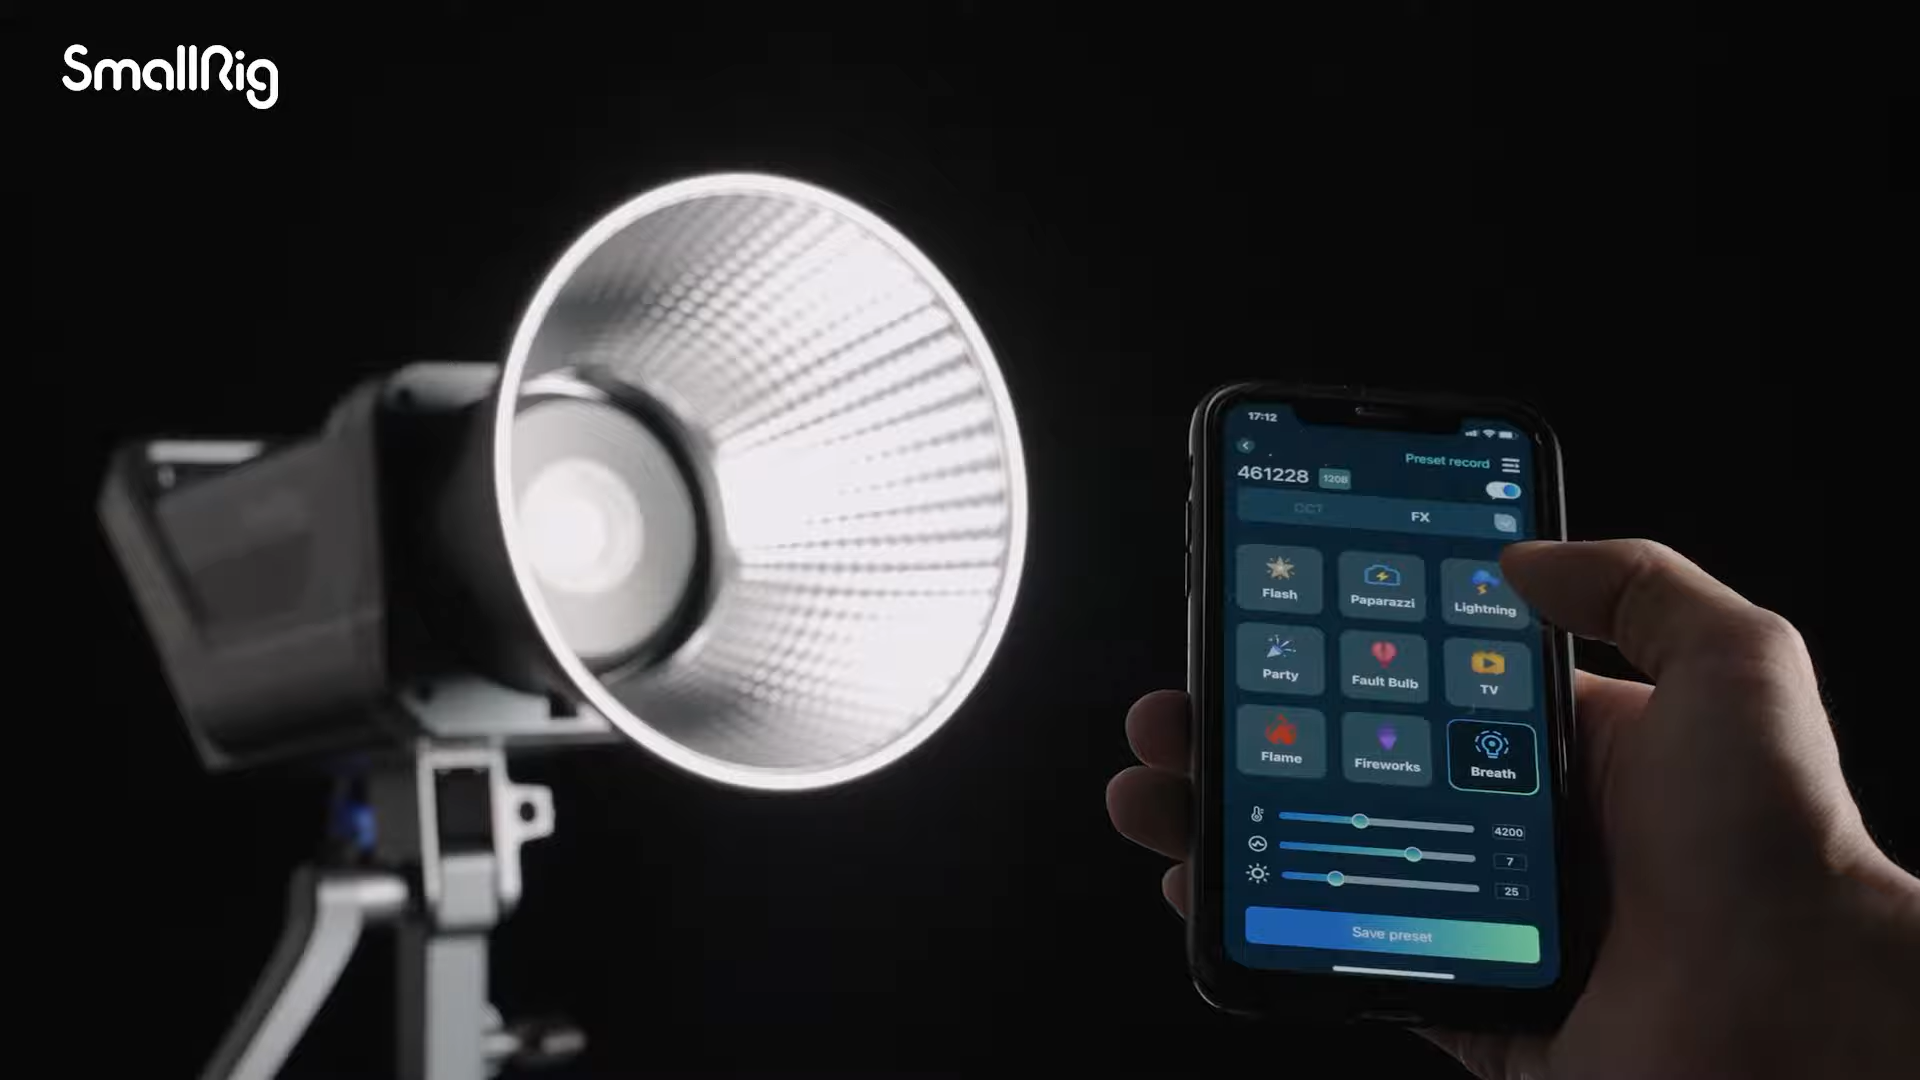 SmallRig
17:12
Preset record
461228 120B
CCT FX
Flash Paparazzi Lightning
Party Fault Bulb TV
Flame Fireworks Breath
4200
7
25
Save preset